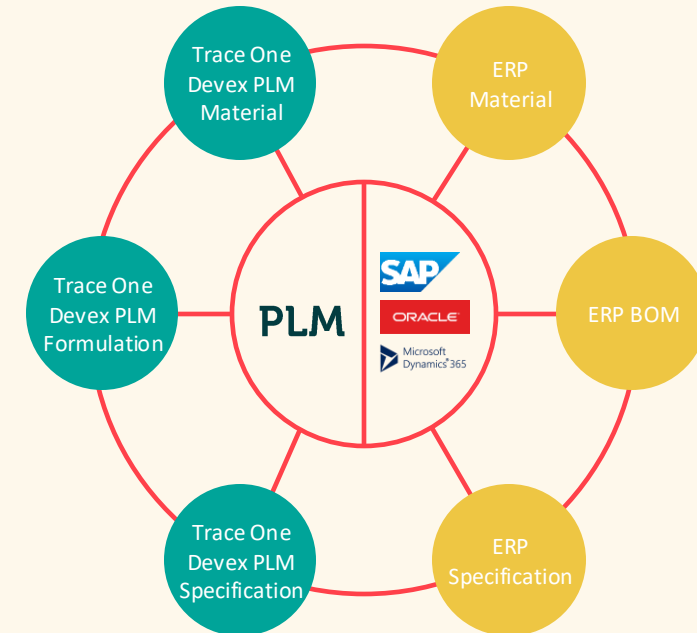 Trace One
Devex PLM
Material
ERP
Material
Trace One
Devex PLM
Formulation
PLM
SAP
ORACLE
Microsoft
Dynamics 365
ERP BOM
Trace One
Devex PLM
Specification
ERP
Specification